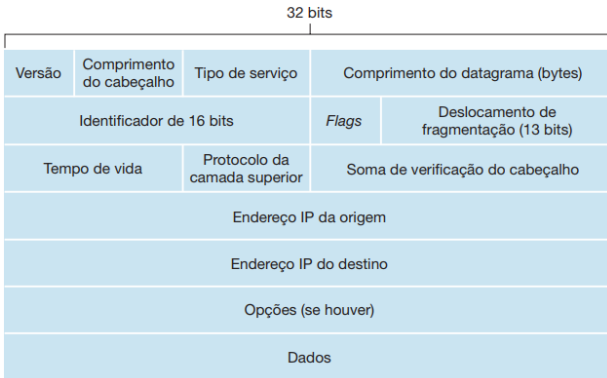 32 bits
Versão
Comprimento
do cabeçalho
Tipo de serviço
Comprimento do datagrama (bytes)
Identificador de 16 bits
Flags
Deslocamento de
fragmentação (13 bits)
Tempo de vida
Protocolo da
camada superior
Soma de verificação do cabeçalho
Endereço IP da origem
Endereço IP do destino
Opções (se houver)
Dados